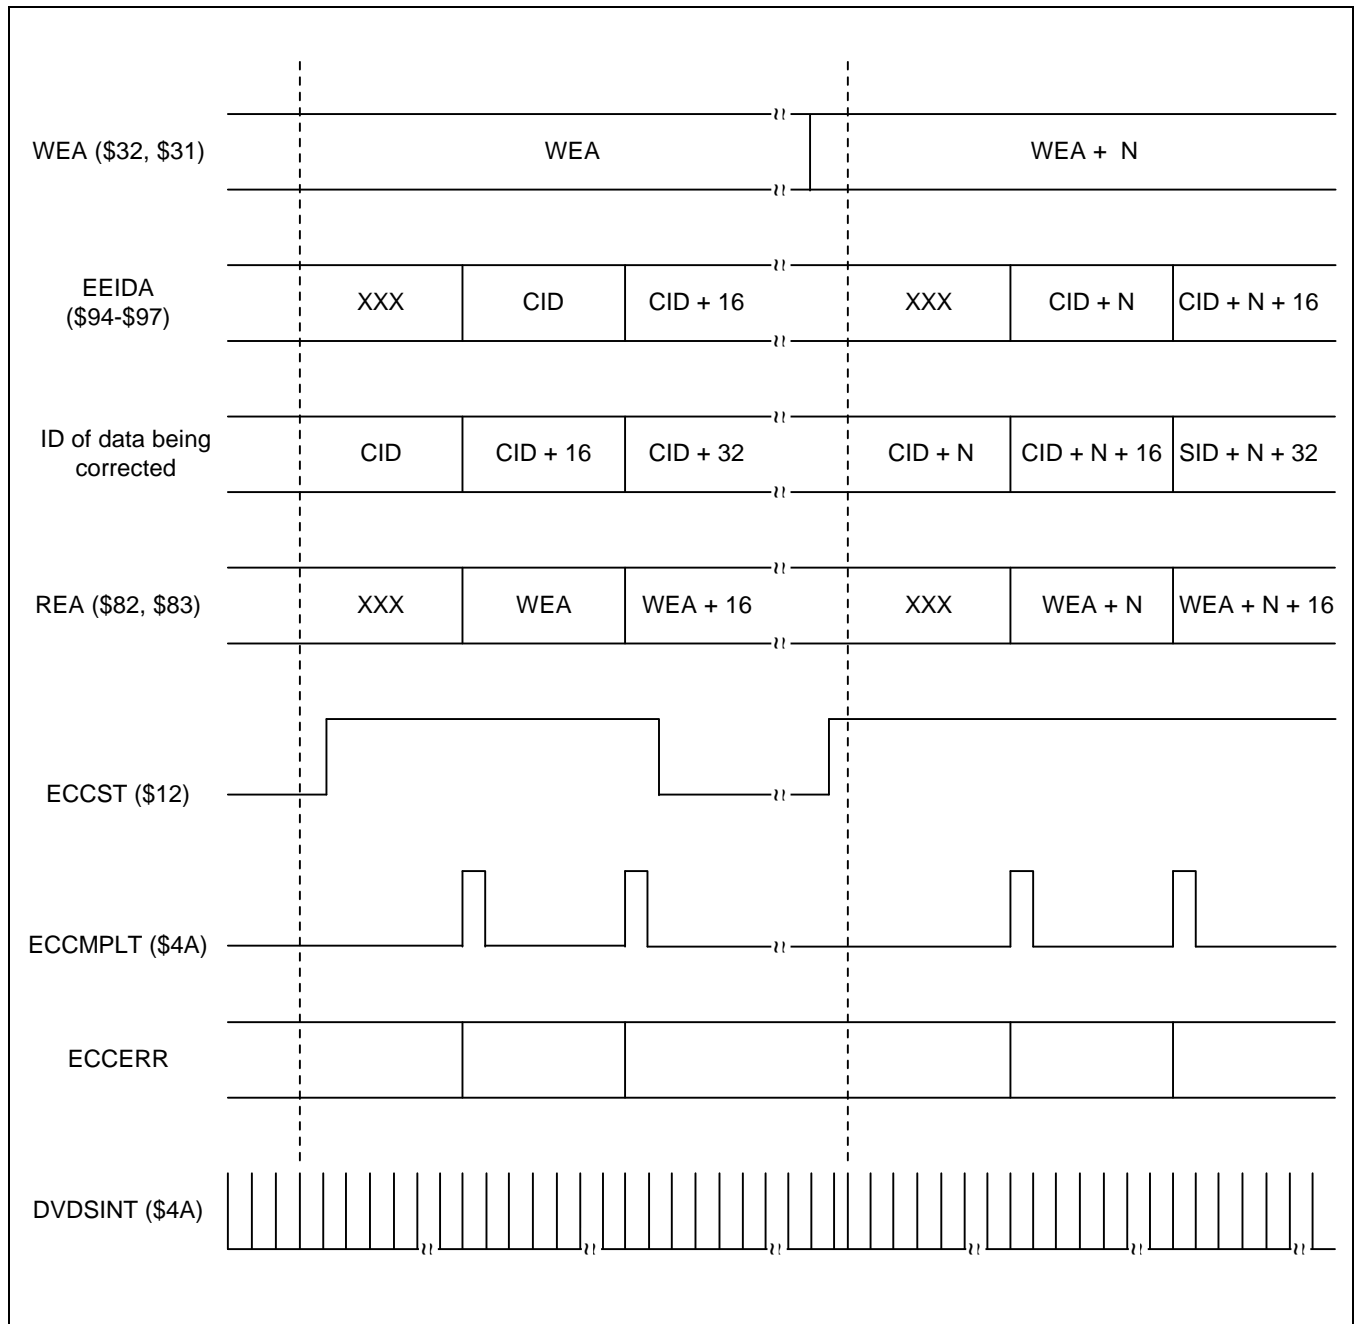 WEA ($32, $31)
WEA
WEA + N
EEIDA
($94-$97)
XXX
CID
CID + 16
XXX
CID + N
CID + N + 16
ID of data being
corrected
CID
CID + 16
CID + 32
CID + N
CID + N + 16
SID + N + 32
REA ($82, $83)
XXX
WEA
WEA + 16
XXX
WEA + N
WEA + N + 16
ECCST ($12)
ECCMPLT ($4A)
ECCERR
DVDSINT ($4A)